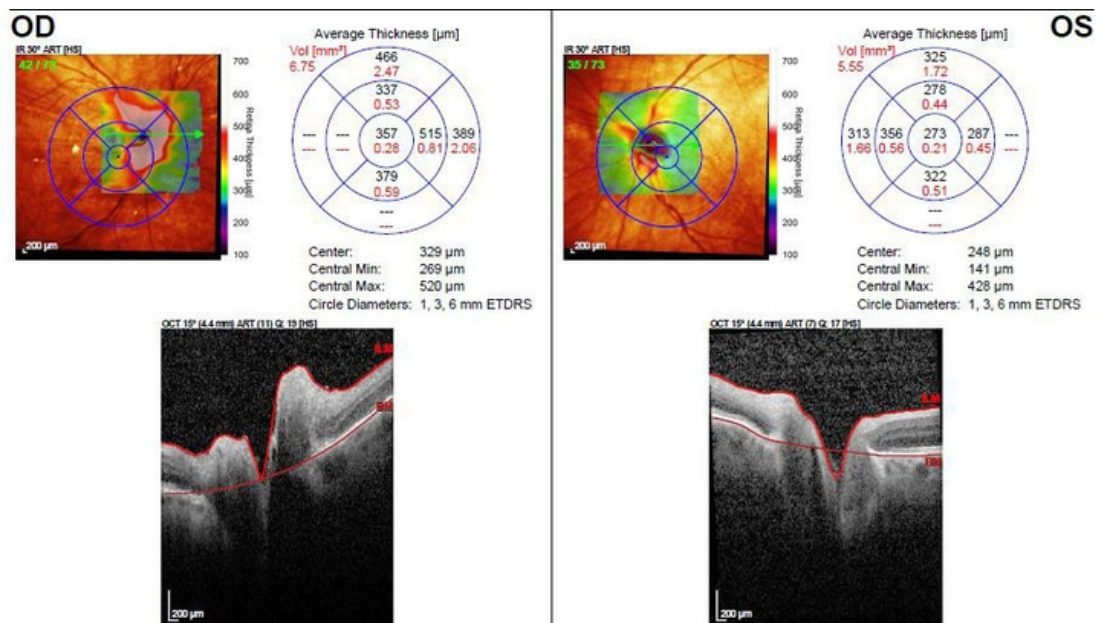 OD
IR 30° ART [HS]
42 / 73
700
600
500
400
300
200
100
Retina Thickness [µm]
200 µm
Average Thickness [µm]
Vol [mm³]
6.75
466
2.47
337
0.53
---
---
---
---
357
0.28
515
0.81
389
2.06
379
0.59
---
---
Center: 329 µm
Central Min: 269 µm
Central Max: 520 µm
Circle Diameters: 1, 3, 6 mm ETDRS
OCT 15° (4.4 mm) ART (11) Q: 19 [HS]
200 µm
OS
IR 30° ART [HS]
35 / 73
700
600
500
400
300
200
100
Retina Thickness [µm]
200 µm
Average Thickness [µm]
Vol [mm³]
5.55
325
1.72
278
0.44
313
1.66
356
0.56
273
0.21
287
0.45
---
---
322
0.51
---
---
Center: 248 µm
Central Min: 141 µm
Central Max: 428 µm
Circle Diameters: 1, 3, 6 mm ETDRS
OCT 15° (4.4 mm) ART (7) Q: 17 [HS]
200 µm